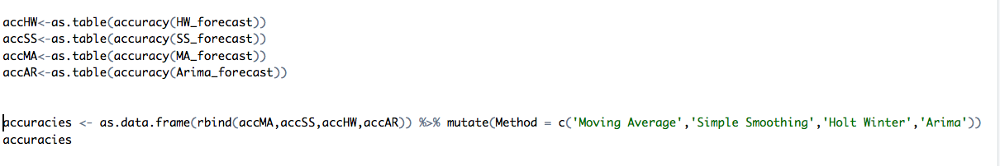 accHW<-as.table(accuracy(HW_forecast))
accSS<-as.table(accuracy(SS_forecast))
accMA<-as.table(accuracy(MA_forecast))
accAR<-as.table(accuracy(Arima_forecast))
accuracies <- as.data.frame(rbind(accMA,accSS,accHW,accAR)) %>% mutate(Method = c('Moving Average','Simple Smoothing','Holt Winter','Arima'))
accuracies